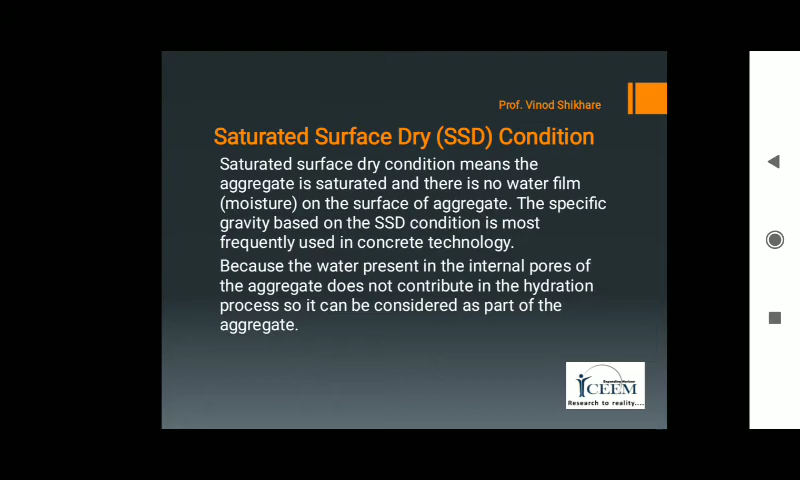 Prof. Vinod Shikhare
Saturated Surface Dry (SSD) Condition
Saturated surface dry condition means the
aggregate is saturated and there is no water film
(moisture) on the surface of aggregate. The specific
gravity based on the SSD condition is most
frequently used in concrete technology.
Because the water present in the internal pores of
the aggregate does not contribute in the hydration
process so it can be considered as part of the
aggregate.
Expanding Horizon
ICEEM
Research to reality....